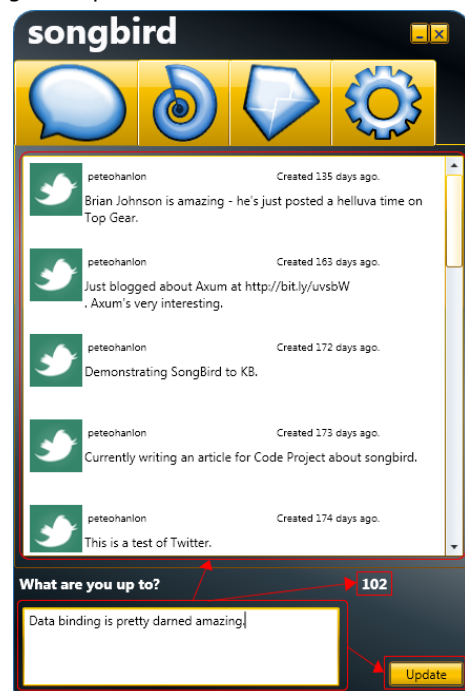 songbird
peteohanlon Created 135 days ago.
Brian Johnson is amazing - he's just posted a helluva time on
Top Gear.
peteohanlon Created 163 days ago.
Just blogged about Axum at http://bit.ly/uvsbW
. Axum's very interesting.
peteohanlon Created 172 days ago.
Demonstrating SongBird to KB.
peteohanlon Created 173 days ago.
Currently writing an article for Code Project about songbird.
peteohanlon Created 174 days ago.
This is a test of Twitter.
What are you up to? 102
Data binding is pretty darned amazing.
Update